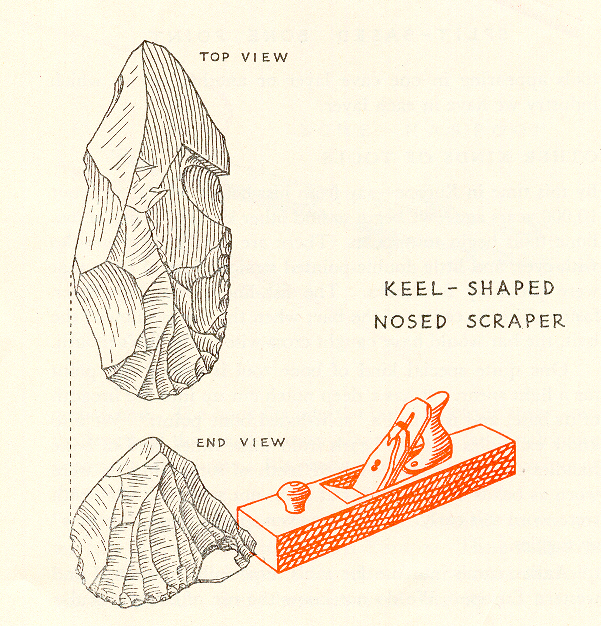 TOP VIEW
KEEL-SHAPED
NOSED SCRAPER
END VIEW